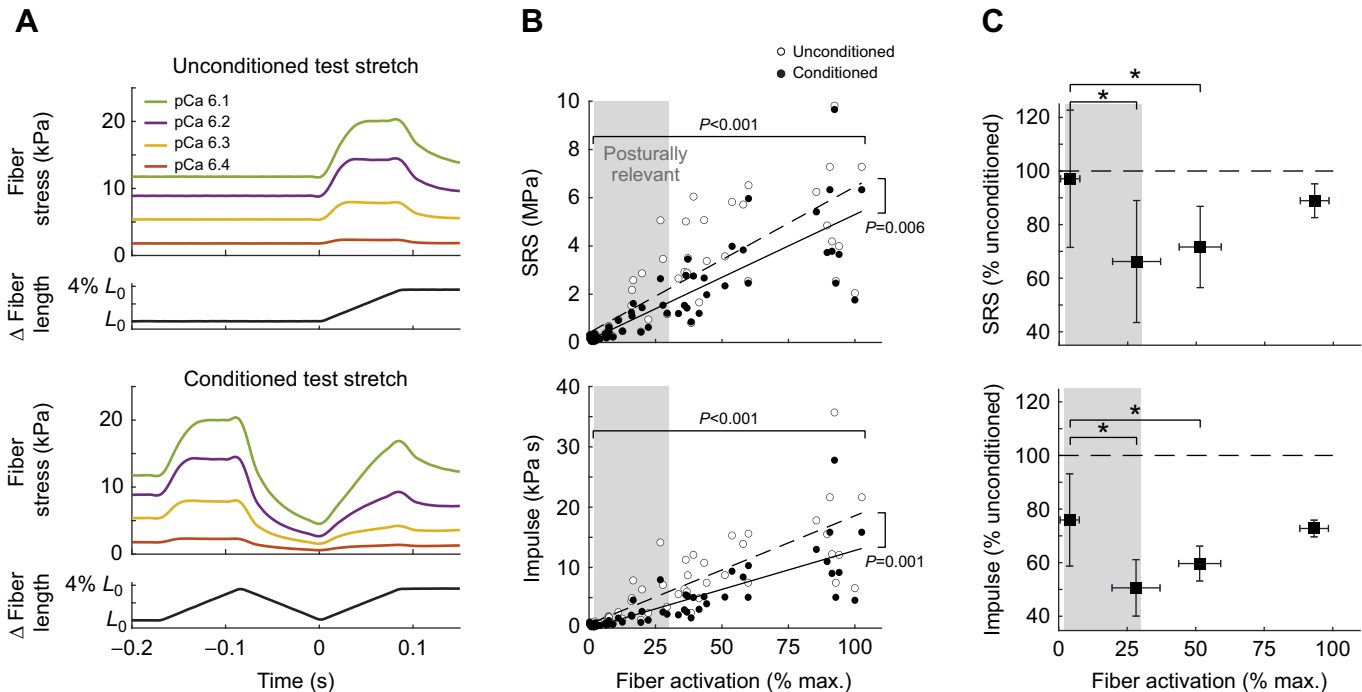 A
Unconditioned test stretch
pCa 6.1
pCa 6.2
pCa 6.3
pCa 6.4
Fiber
stress (kPa)
20
10
0
Δ Fiber
length
4% L0
L0
Conditioned test stretch
Fiber
stress (kPa)
20
10
0
Δ Fiber
length
4% L0
L0
–0.2 –0.1 0 0.1
Time (s)
B
Unconditioned
Conditioned
SRS (MPa)
10
8
6
4
2
0
P<0.001
Posturally
relevant
P=0.006
Impulse (kPa s)
40
30
20
10
0
P<0.001
P=0.001
0 25 50 75 100
Fiber activation (% max.)
C
SRS (% unconditioned)
120
100
80
60
40
*
*
Impulse (% unconditioned)
120
100
80
60
40
*
*
0 25 50 75 100
Fiber activation (% max.)